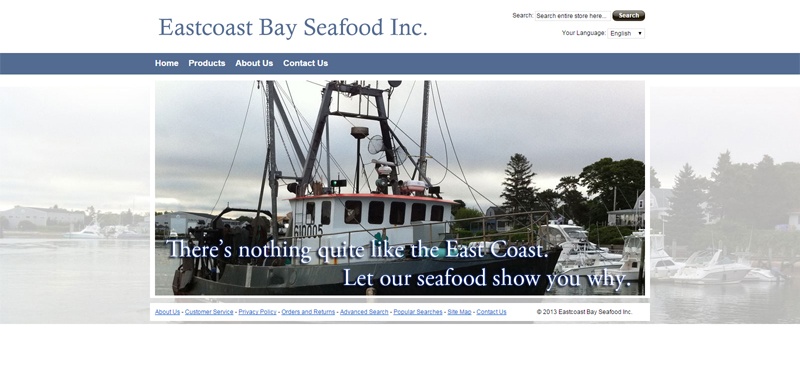 Eastcoast Bay Seafood Inc.
Search: Search entire store here... Search
Your Language: English
Home Products About Us Contact Us
There's nothing quite like the East Coast.
Let our seafood show you why.
About Us - Customer Service - Privacy Policy - Orders and Returns - Advanced Search - Popular Searches - Site Map - Contact Us
© 2013 Eastcoast Bay Seafood Inc.